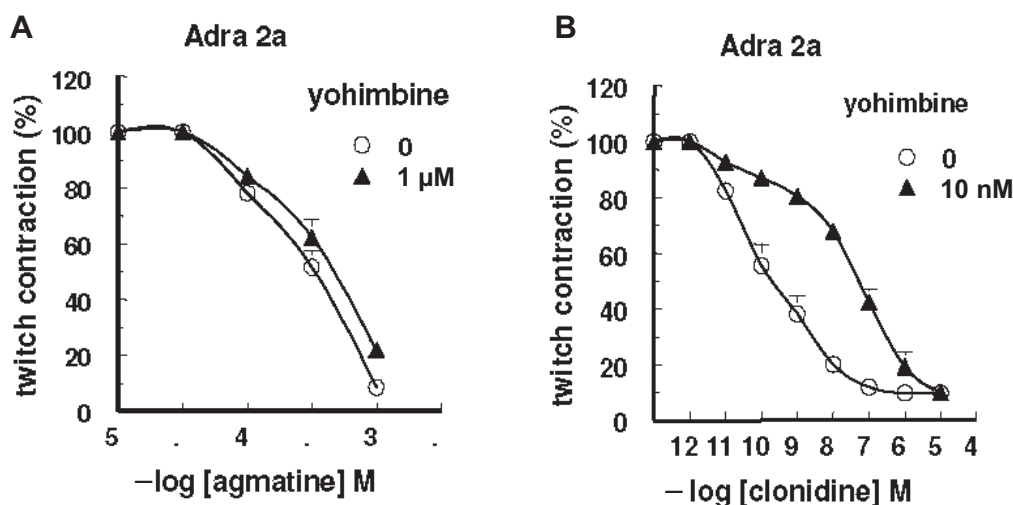 A
Adra 2a
yohimbine
0
1 µM
120
100
80
60
40
20
0
twitch contraction (%)
5 . 4 . 3 .
–log [agmatine] M
B
Adra 2a
yohimbine
0
10 nM
120
100
80
60
40
20
0
twitch contraction (%)
12 11 10 9 8 7 6 5 4
– log [clonidine] M